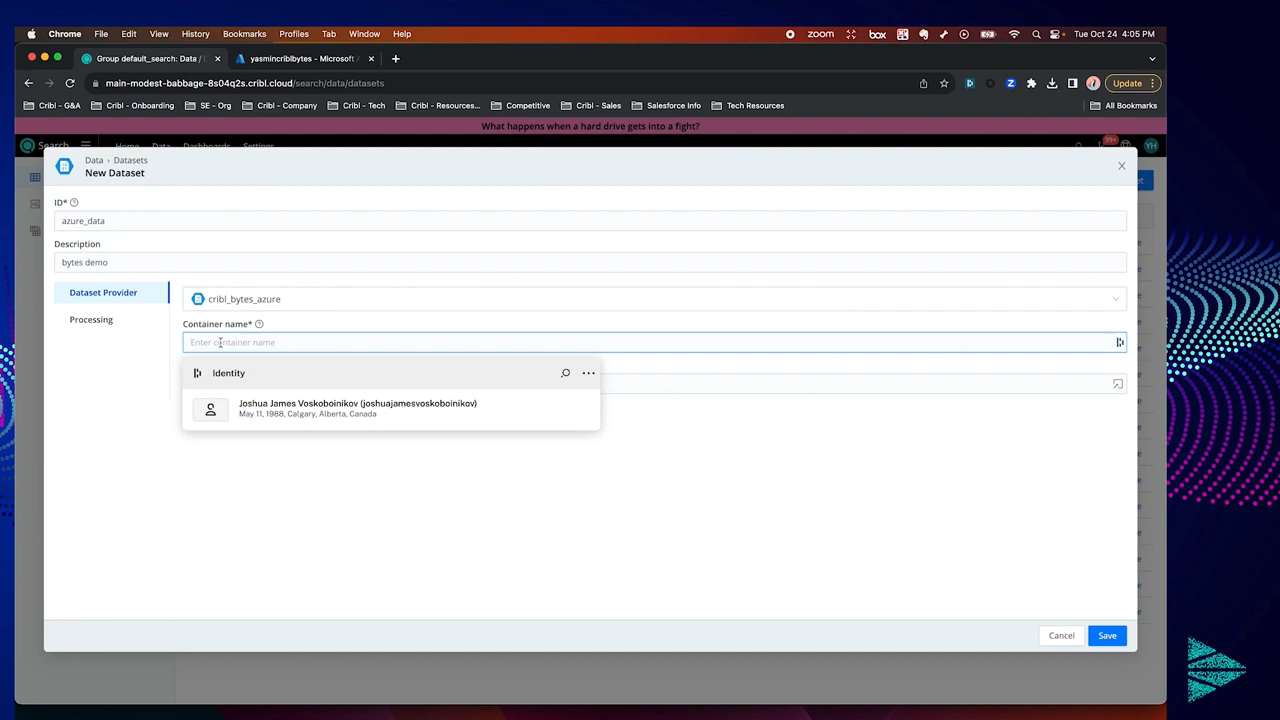 Chrome File Edit View History Bookmarks Profiles Tab Window Help zoom box Tue Oct 24 4:05 PM
Group default_search: Data / yasmincriblbytes - Microsoft
main-modest-babbage-8s04q2s.cribl.cloud/search/data/datasets Update
Cribl - G&A Cribl - Onboarding SE - Org Cribl - Company Cribl - Tech Cribl - Resources... Competitive Cribl - Sales Salesforce Info Tech Resources All Bookmarks
What happens when a hard drive gets into a fight?
Search Home Data Dashboards Settings 99+ YH
Data › Datasets
New Dataset
ID*
azure_data
Description
bytes demo
Dataset Provider
Processing
cribl_bytes_azure
Container name*
Enter container name
Identity
Joshua James Voskoboinikov (joshuajamesvoskoboinikov)
May 11, 1988, Calgary, Alberta, Canada
Cancel Save